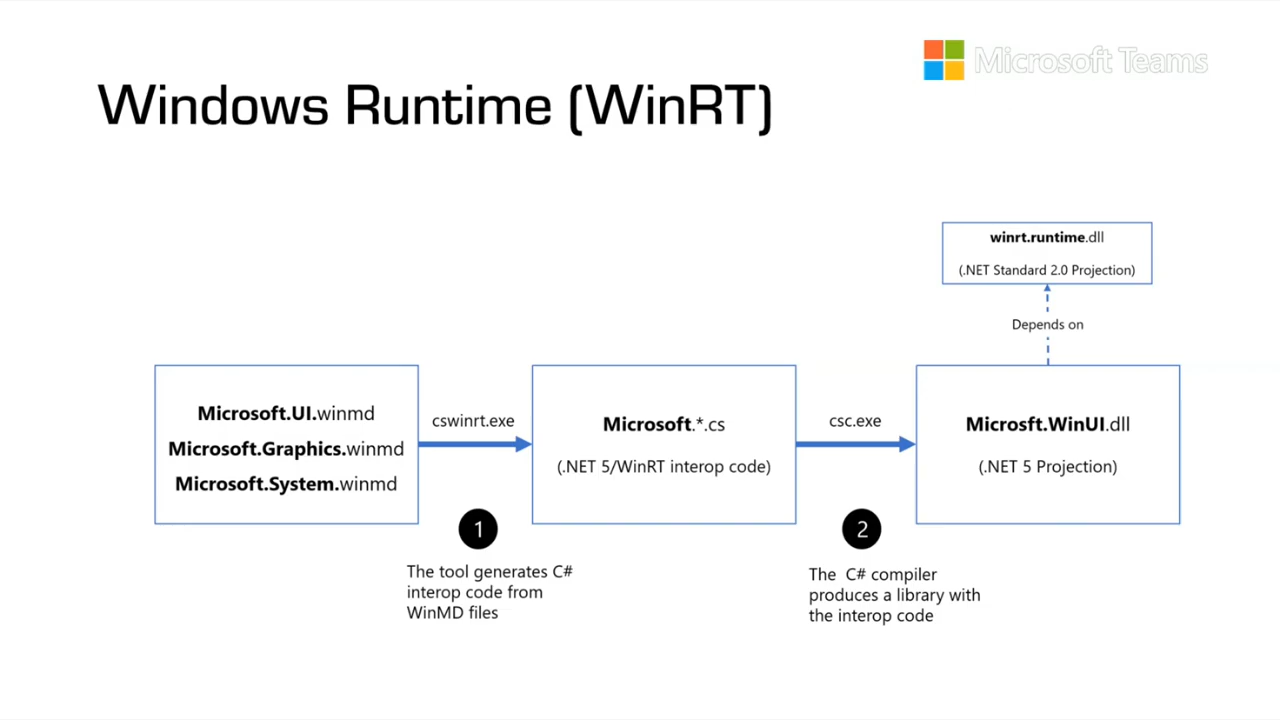 Microsoft Teams
Windows Runtime (WinRT)
winrt.runtime.dll
(.NET Standard 2.0 Projection)
Depends on
Microsoft.UI.winmd
Microsoft.Graphics.winmd
Microsoft.System.winmd
cswinrt.exe
Microsoft.*.cs
(.NET 5/WinRT interop code)
csc.exe
Microsft.WinUI.dll
(.NET 5 Projection)
1
The tool generates C#
interop code from
WinMD files
2
The C# compiler
produces a library with
the interop code